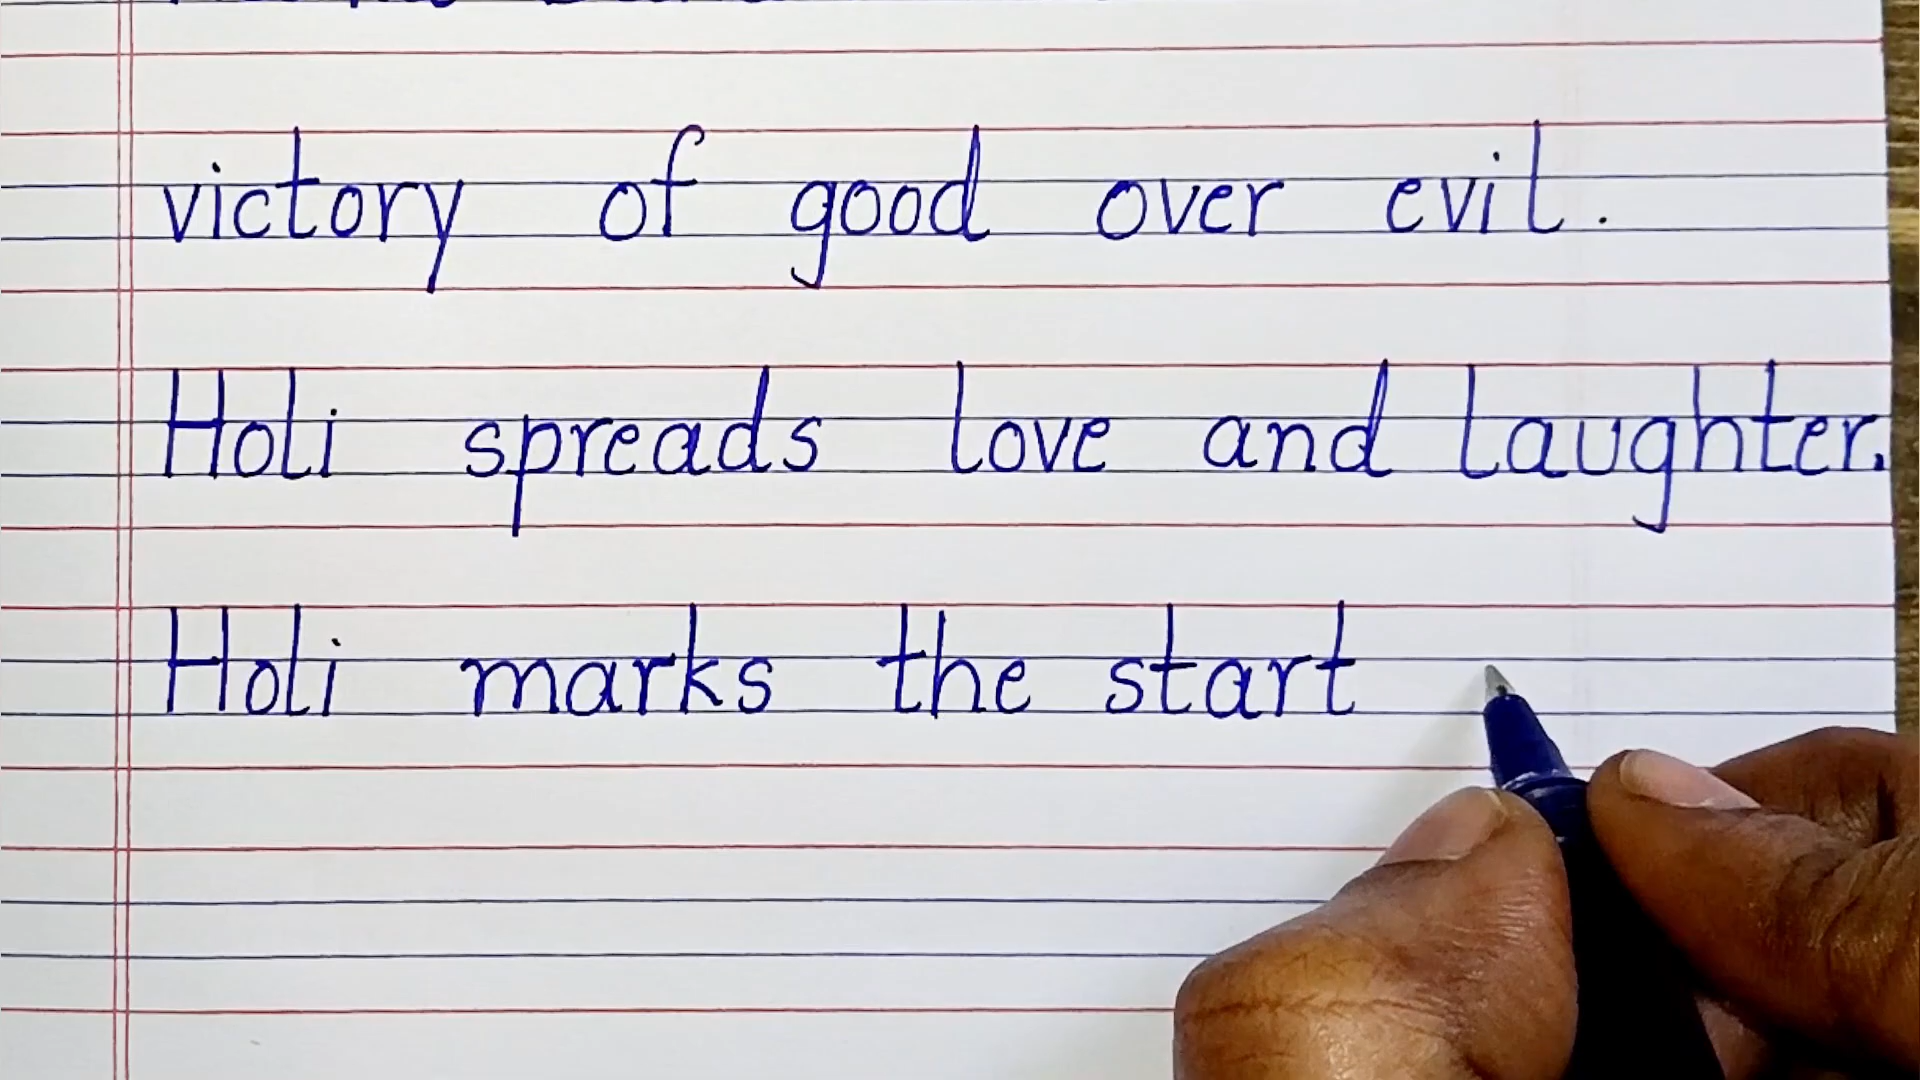 victory of good over evil.
Holi spreads love and laughter.
Holi marks the start